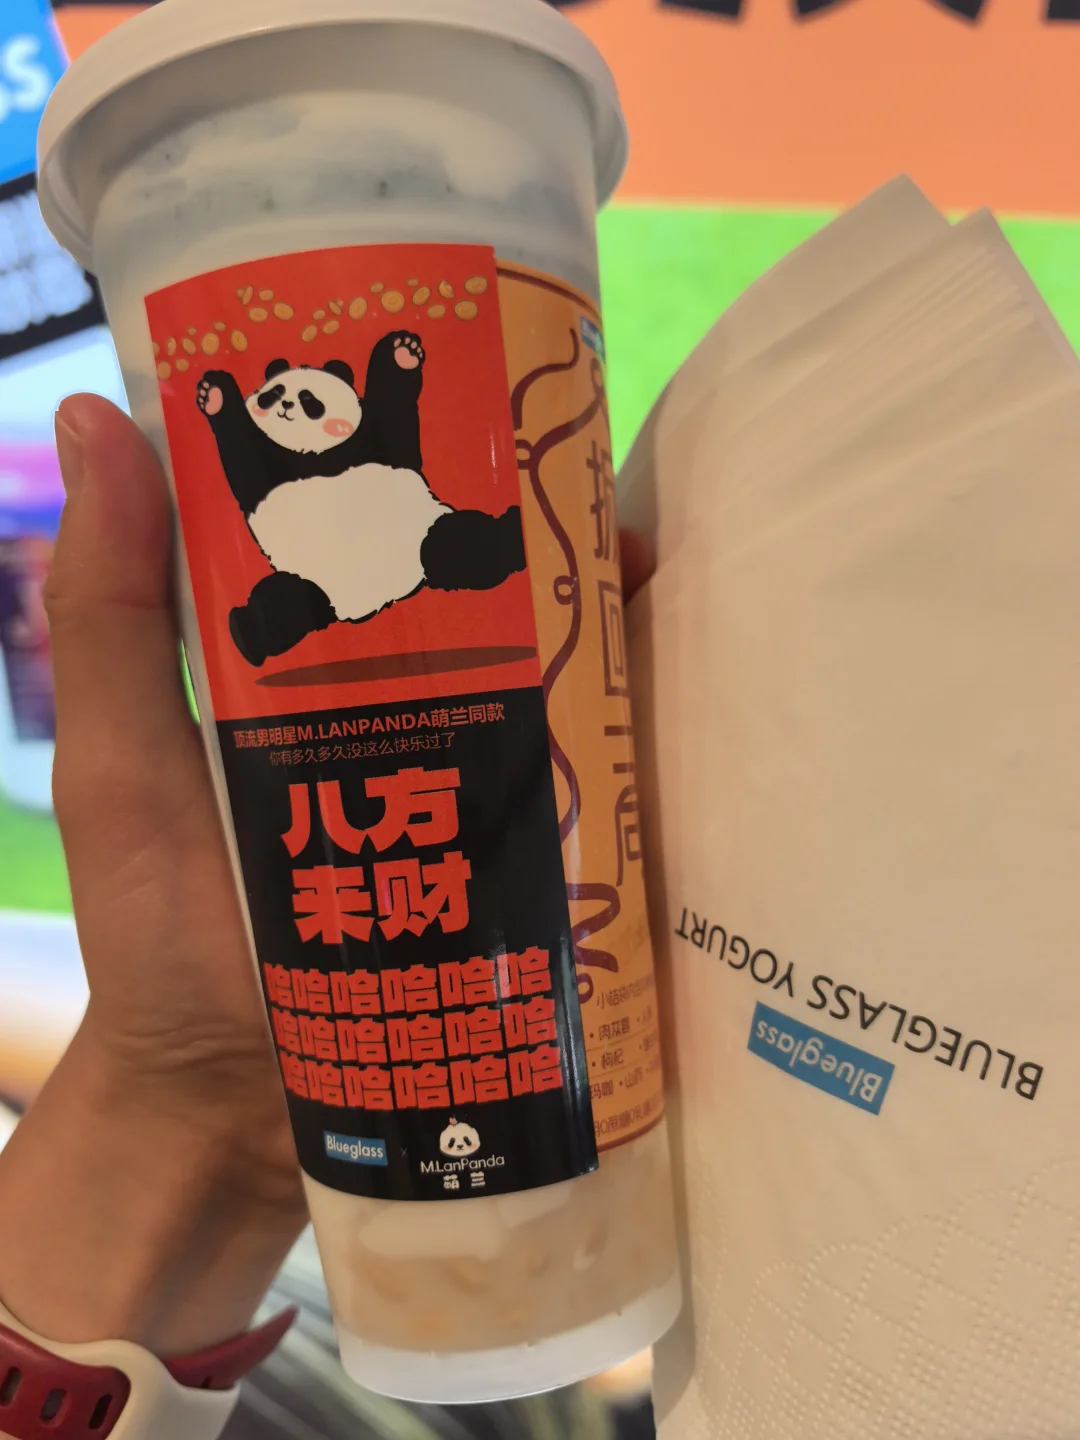 顶流男明星M.LANPANDA萌兰同款
你有多久多久没这么快乐过了
八方
来财
哈哈哈哈哈哈
哈哈哈哈哈哈
哈哈哈哈哈哈
Blueglass × M.LanPanda
萌兰
枸杞
玛咖
BLUEGLASS YOGURT
Blueglass